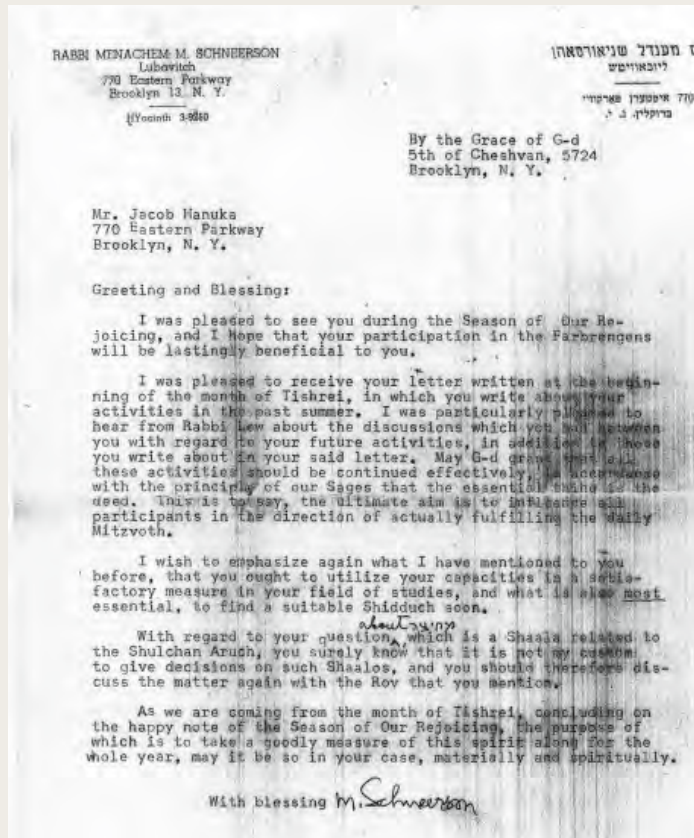 RABBI MENACHEM M. SCHNEERSON
Lubavitch
770 Eastern Parkway
Brooklyn 13, N. Y.
HYacinth 3-9250
מענדל שניאורסאהן
ליובאוויטש
770 איסטערן פארקוויי
ברוקלין, נ. י.
By the Grace of G-d
5th of Cheshvan, 5724
Brooklyn, N. Y.
Mr. Jacob Hanuka
770 Eastern Parkway
Brooklyn, N. Y.
Greeting and Blessing:
I was pleased to see you during the Season of Our Re-
joicing, and I hope that your participation in the Farbrengens
will be lastingly beneficial to you.
I was pleased to receive your letter written at the begin-
ning of the month of Tishrei, in which you write about your
activities in the past summer. I was particularly pleased to
hear from Rabbi Lew about the discussions which you had between
you with regard to your future activities, in addition to those
you write about in your said letter. May G-d grant that all
these activities should be continued effectively, in accordance
with the principle of our Sages that the essential thing is the
deed. This is to say, the ultimate aim is to influence all
participants in the direction of actually fulfilling the daily
Mitzvoth.
I wish to emphasize again what I have mentioned to you
before, that you ought to utilize your capacities in a satis-
factory measure in your field of studies, and what is also most
essential, to find a suitable Shidduch soon.
about
With regard to your question, which is a Shaala related to
the Shulchan Aruch, you surely know that it is not my custom
to give decisions on such Shaalos, and you should therefore dis-
cuss the matter again with the Rov that you mention.
As we are coming from the month of Tishrei, concluding on
the happy note of the Season of Our Rejoicing, the purpose of
which is to take a goodly measure of this spirit along for the
whole year, may it be so in your case, materially and spiritually.
With blessing M. Schneerson